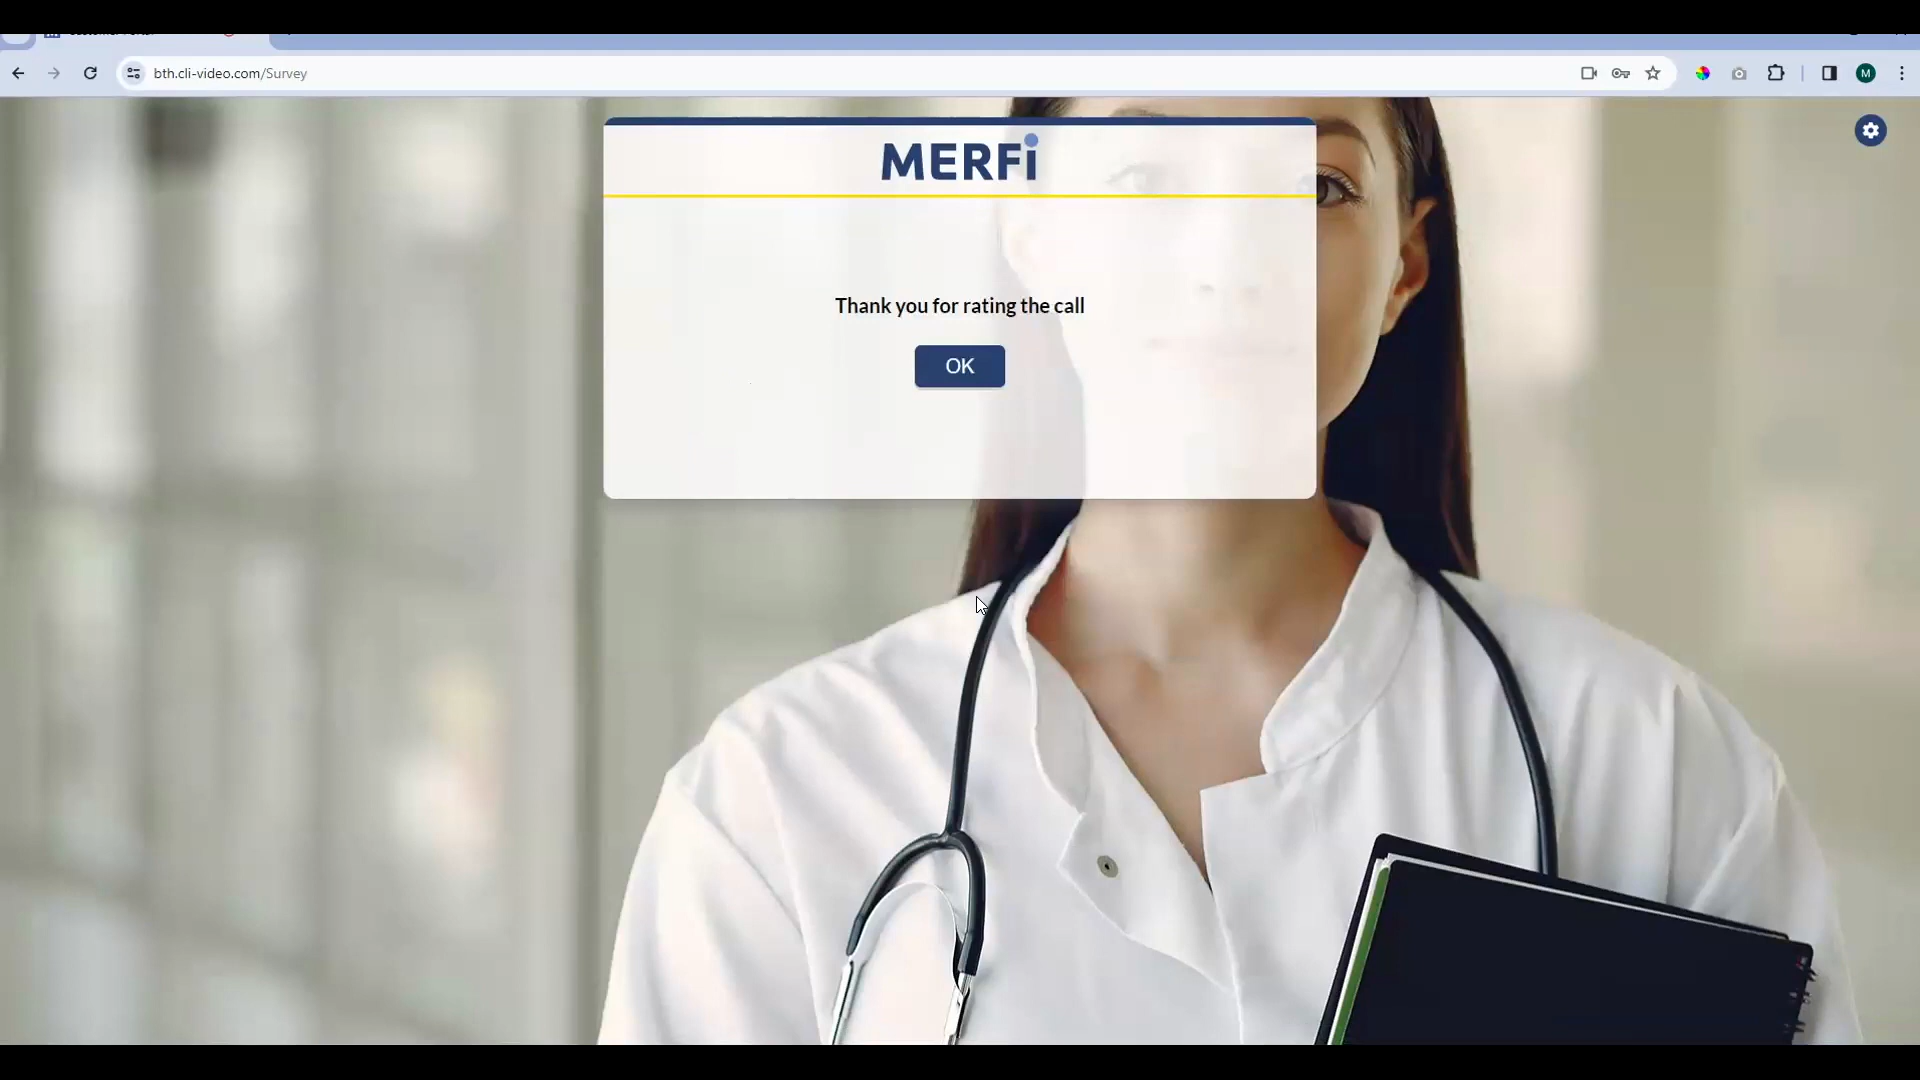 bth.cli-video.com/Survey
M
MERFi
Thank you for rating the call
OK